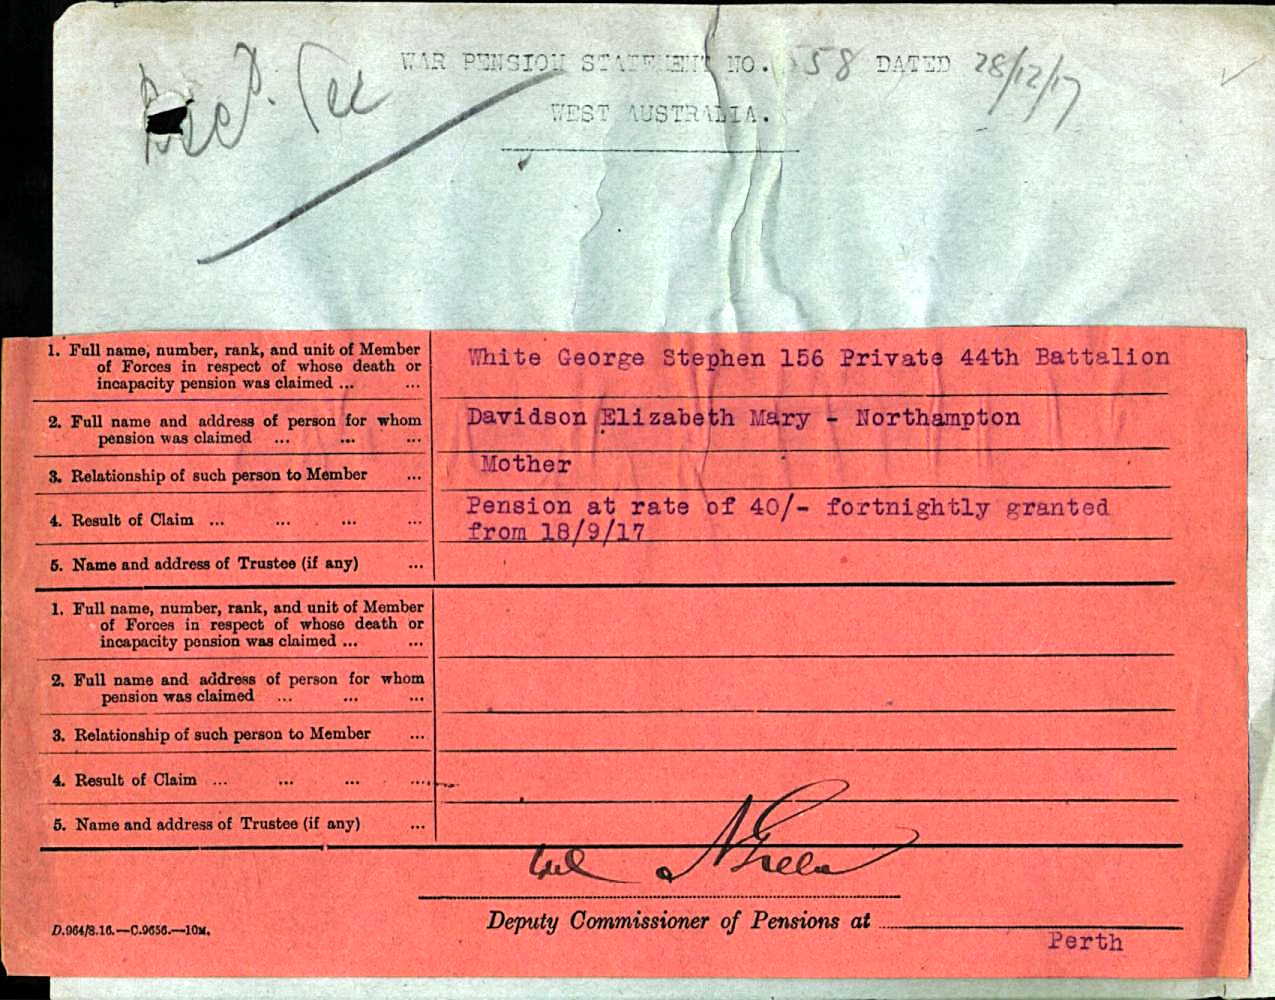 WAR PENSION STATEMENT NO. 558 DATED 28/12/17
WEST AUSTRALIA.
1. Full name, number, rank, and unit of Member
of Forces in respect of whose death or
incapacity pension was claimed ... ...
White George Stephen 156 Private 44th Battalion
2. Full name and address of person for whom
pension was claimed ... ... ...
Davidson Elizabeth Mary - Northampton
3. Relationship of such person to Member ...
Mother
4. Result of Claim ... ... ... ...
Pension at rate of 40/- fortnightly granted
from 18/9/17
5. Name and address of Trustee (if any) ...
1. Full name, number, rank, and unit of Member
of Forces in respect of whose death or
incapacity pension was claimed ... ...
2. Full name and address of person for whom
pension was claimed ... ... ...
3. Relationship of such person to Member ...
4. Result of Claim ... ... ... ...
5. Name and address of Trustee (if any) ...
Deputy Commissioner of Pensions at
Perth
D.964/8.16.—C.9656.—10M.